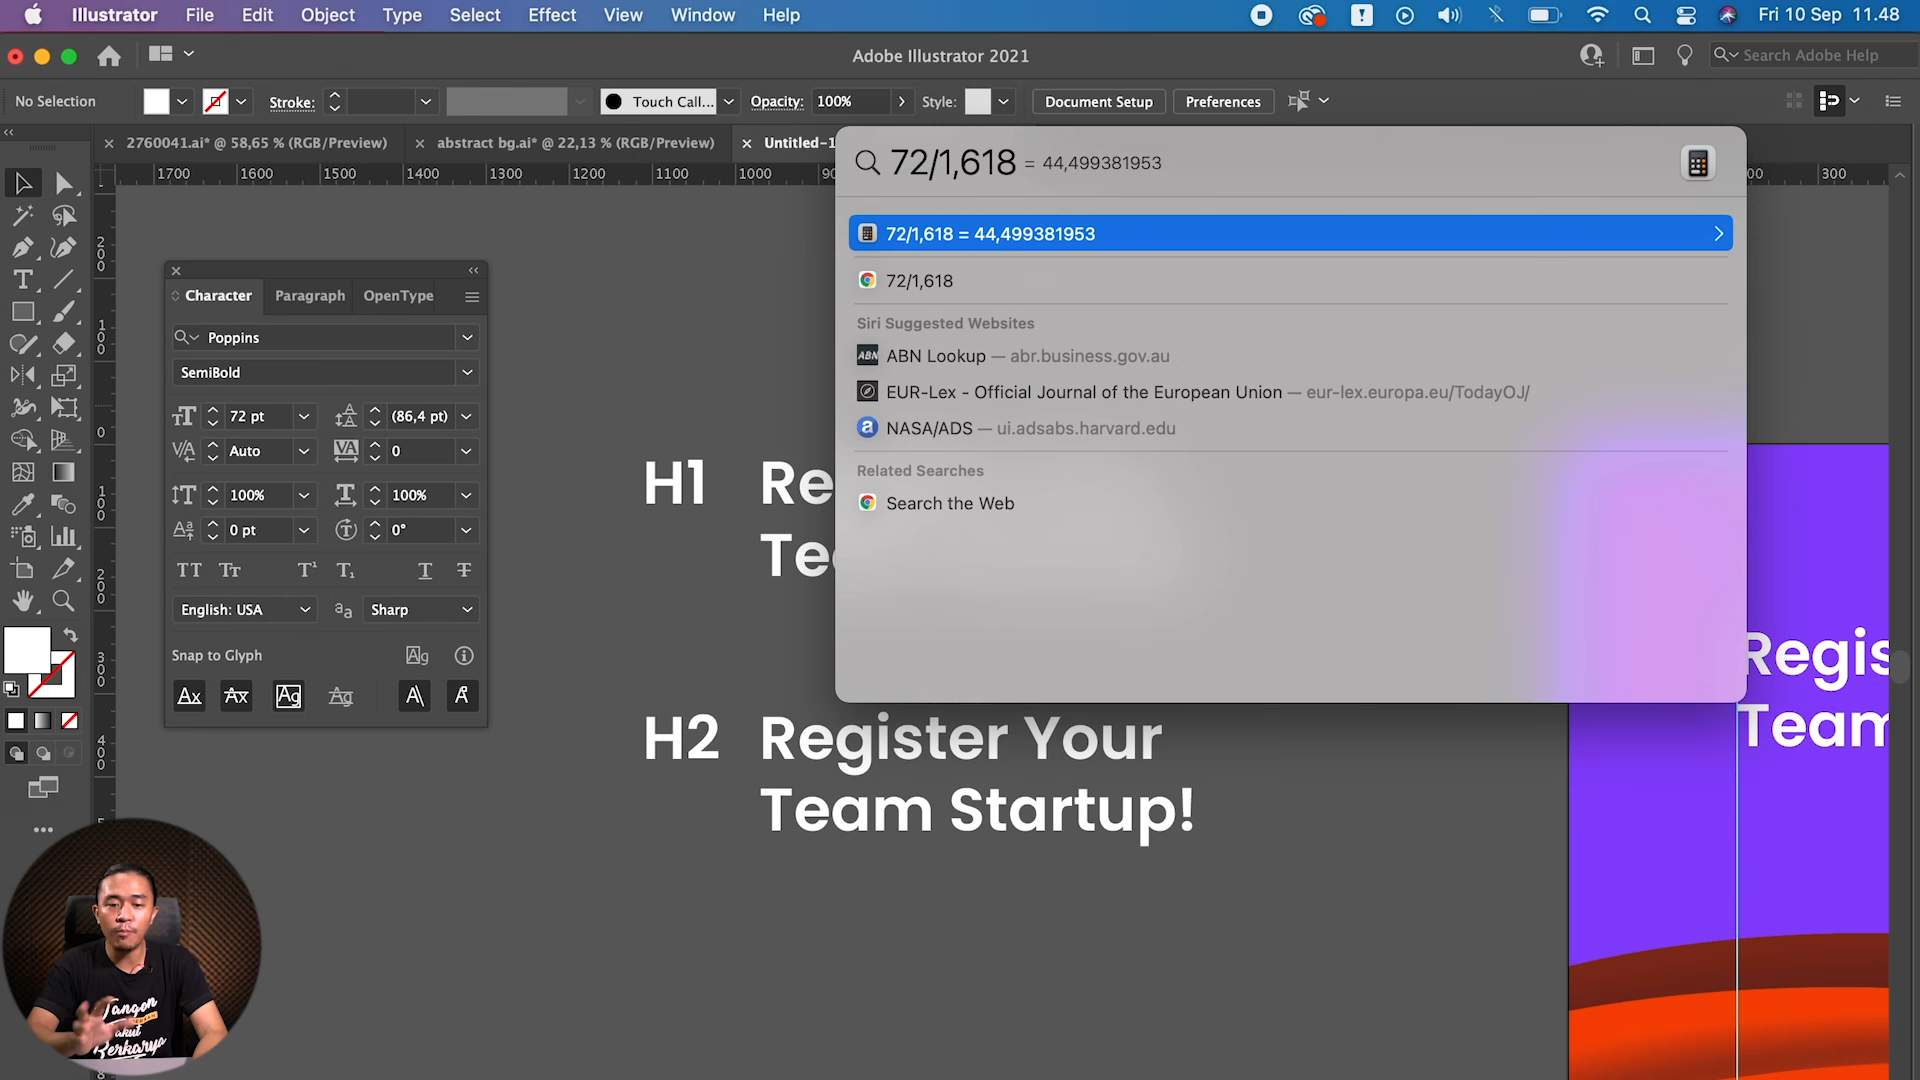 Illustrator File Edit Object Type Select Effect View Window Help Fri 10 Sep 11.48
Adobe Illustrator 2021
Search Adobe Help
No Selection Stroke: Touch Call... Opacity: 100% Style: Document Setup Preferences
2760041.ai* @ 58,65 % (RGB/Preview) abstract bg.ai* @ 22,13 % (RGB/Preview) Untitled-1
1700 1600 1500 1400 1300 1200 1100 1000 300
72/1,618 = 44,499381953
72/1,618 = 44,499381953
72/1,618
Siri Suggested Websites
ABN Lookup — abr.business.gov.au
EUR-Lex - Official Journal of the European Union — eur-lex.europa.eu/TodayOJ/
NASA/ADS — ui.adsabs.harvard.edu
Related Searches
Search the Web
Character Paragraph OpenType
Poppins
SemiBold
72 pt (86,4 pt)
Auto 0
100% 100%
0 pt 0°
English: USA Sharp
Snap to Glyph
H1 Re
Te
H2 Register Your
Team Startup!
Regis
Team
Jangon
takut
Berkarya